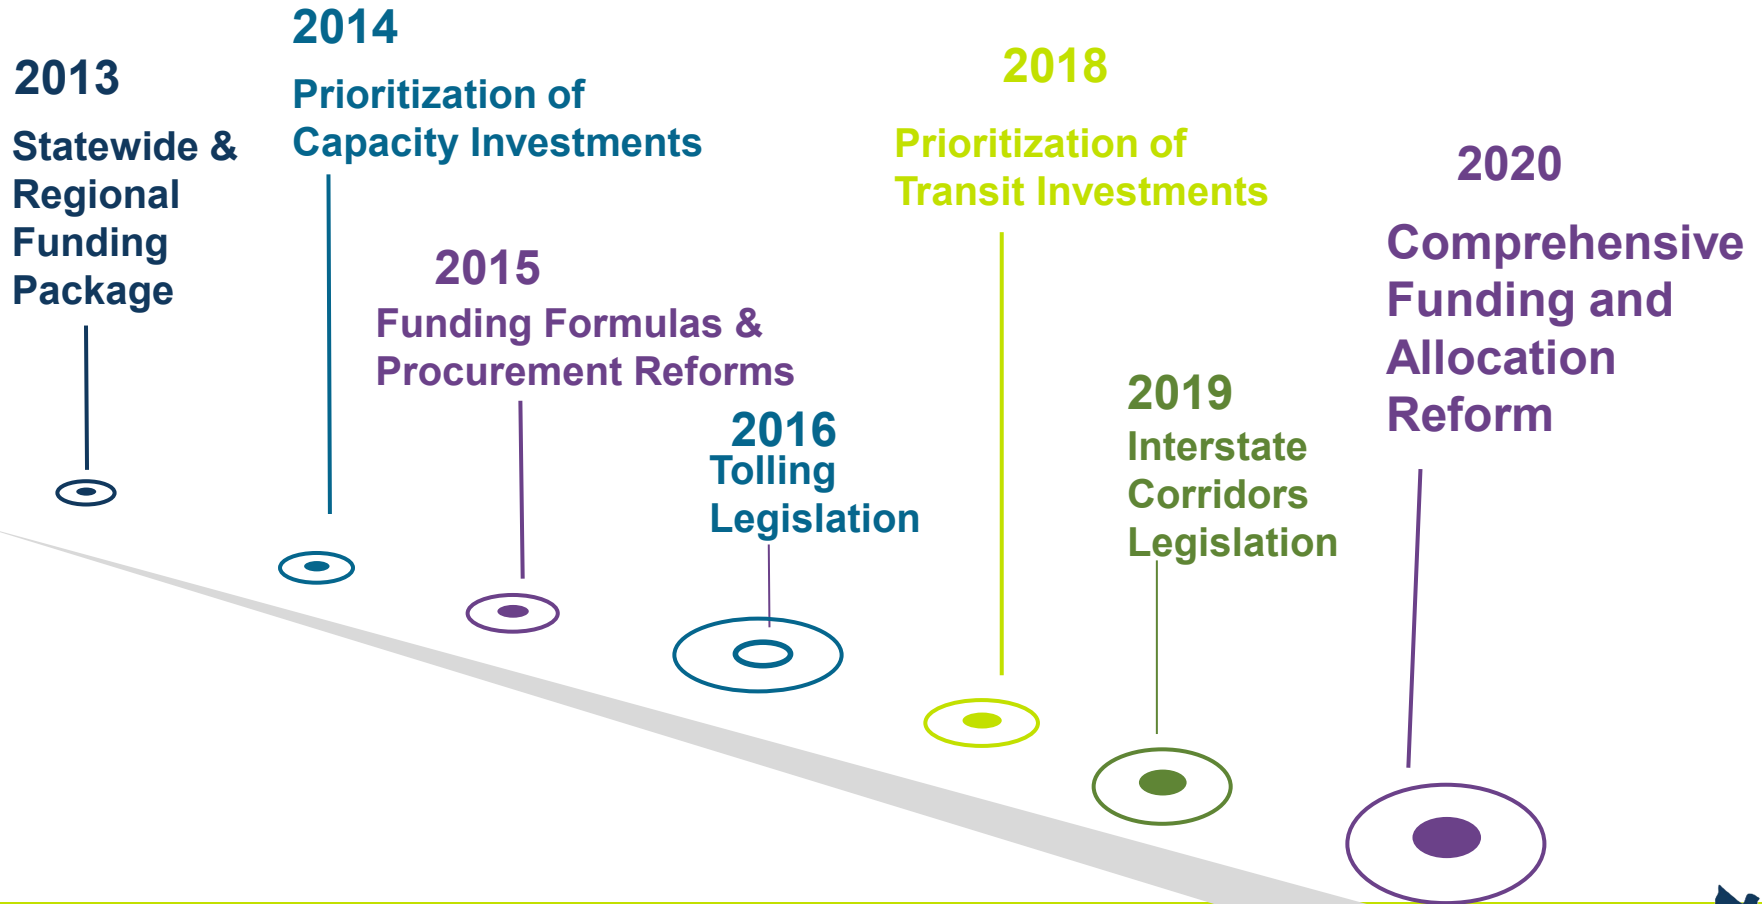 2013
Statewide &
Regional
Funding
Package
2014
Prioritization of
Capacity Investments
2015
Funding Formulas &
Procurement Reforms
2016
Tolling
Legislation
2018
Prioritization of
Transit Investments
2019
Interstate
Corridors
Legislation
2020
Comprehensive
Funding and
Allocation
Reform